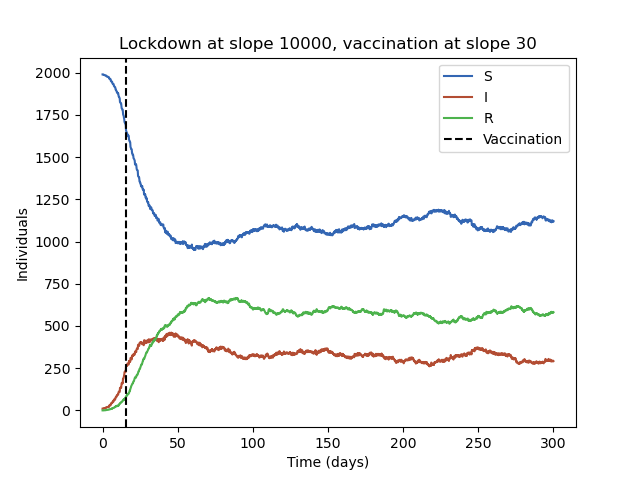 Lockdown at slope 10000, vaccination at slope 30
S
I
R
Vaccination
Individuals
2000
1750
1500
1250
1000
750
500
250
0
0 50 100 150 200 250 300
Time (days)